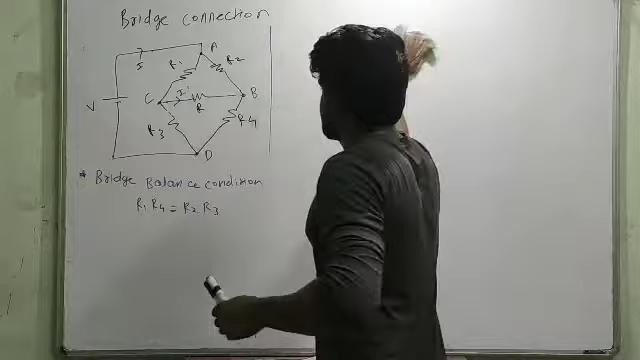 Bridge connection
A
S
R1
R2
V
C
I'
B
R
R3
R4
D
* Bridge Balance condition
R1 R4 = R2 R3